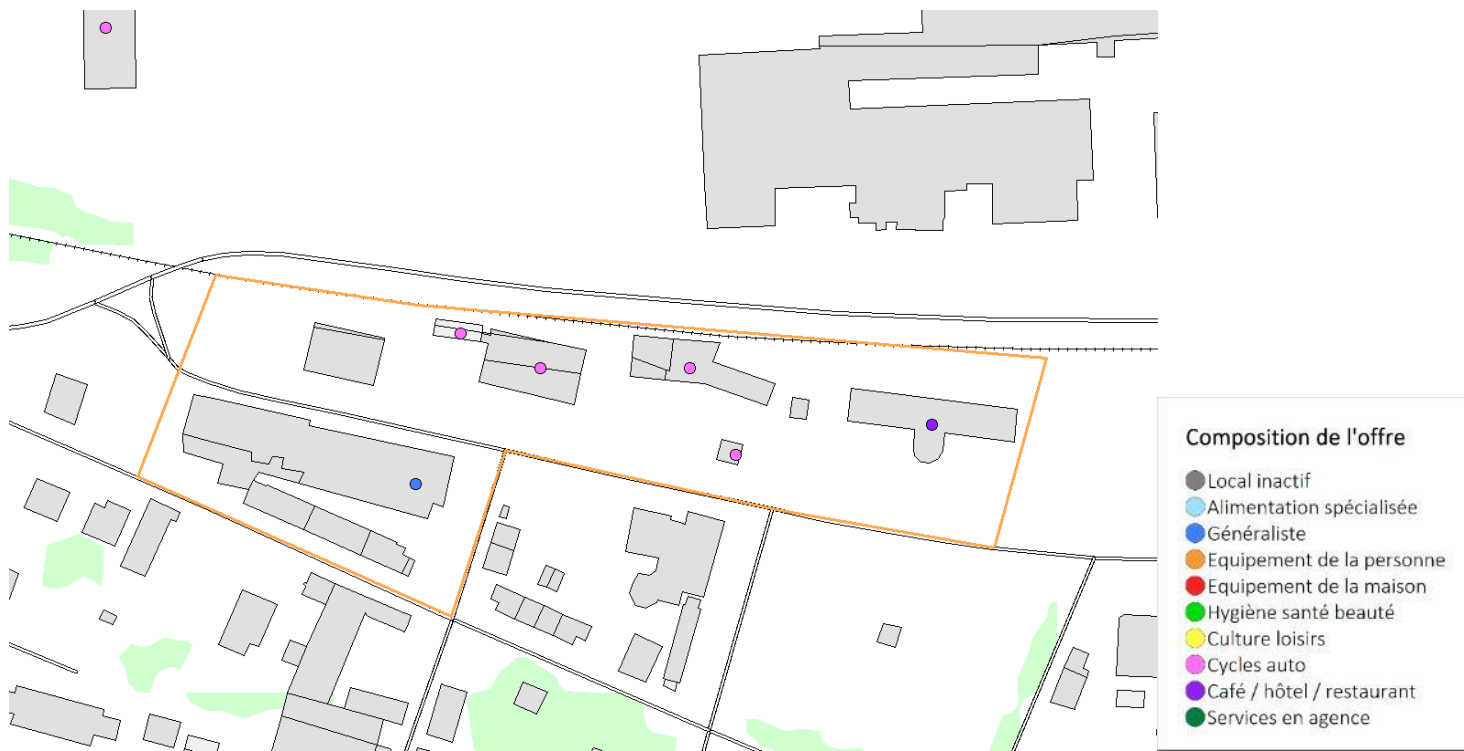 Composition de l'offre
Local inactif
Alimentation spécialisée
Généraliste
Equipement de la personne
Equipement de la maison
Hygiène santé beauté
Culture loisirs
Cycles auto
Café / hôtel / restaurant
Services en agence